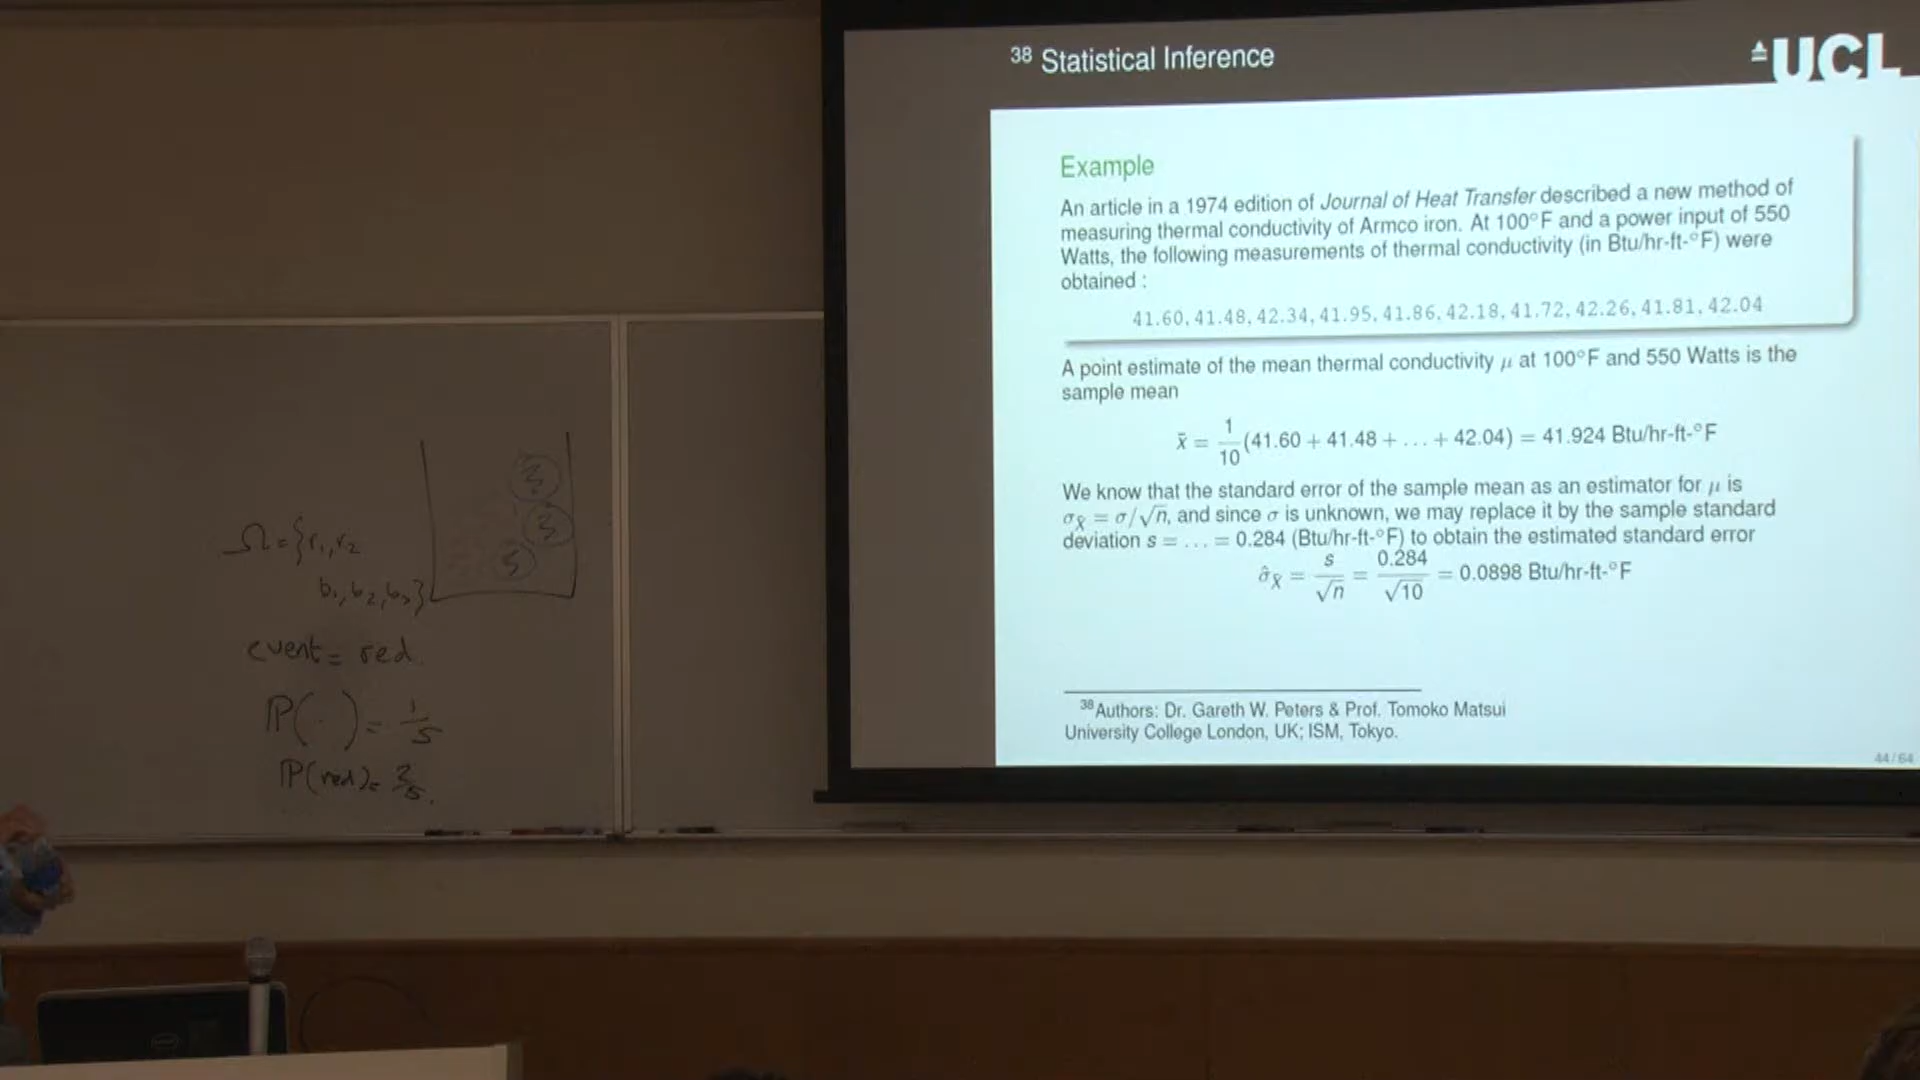 38 Statistical Inference
UCL
Example
An article in a 1974 edition of Journal of Heat Transfer described a new method of
measuring thermal conductivity of Armco iron. At 100°F and a power input of 550
Watts, the following measurements of thermal conductivity (in Btu/hr-ft-°F) were
obtained :
41.60, 41.48, 42.34, 41.95, 41.86, 42.18, 41.72, 42.26, 41.81, 42.04
A point estimate of the mean thermal conductivity μ at 100°F and 550 Watts is the
sample mean
x̄ = 1/10 (41.60 + 41.48 + … + 42.04) = 41.924 Btu/hr-ft-°F
We know that the standard error of the sample mean as an estimator for μ is
σ_X̄ = σ/√n, and since σ is unknown, we may replace it by the sample standard
deviation s = … = 0.284 (Btu/hr-ft-°F) to obtain the estimated standard error
σ̂_X̄ = s/√n = 0.284/√10 = 0.0898 Btu/hr-ft-°F
38 Authors: Dr. Gareth W. Peters & Prof. Tomoko Matsui
University College London, UK; ISM, Tokyo.
44/64
Ω = {r₁, r₂
b₁, b₂, b₃}
event = red.
P(·) = 1/5
P(red) = 2/5.